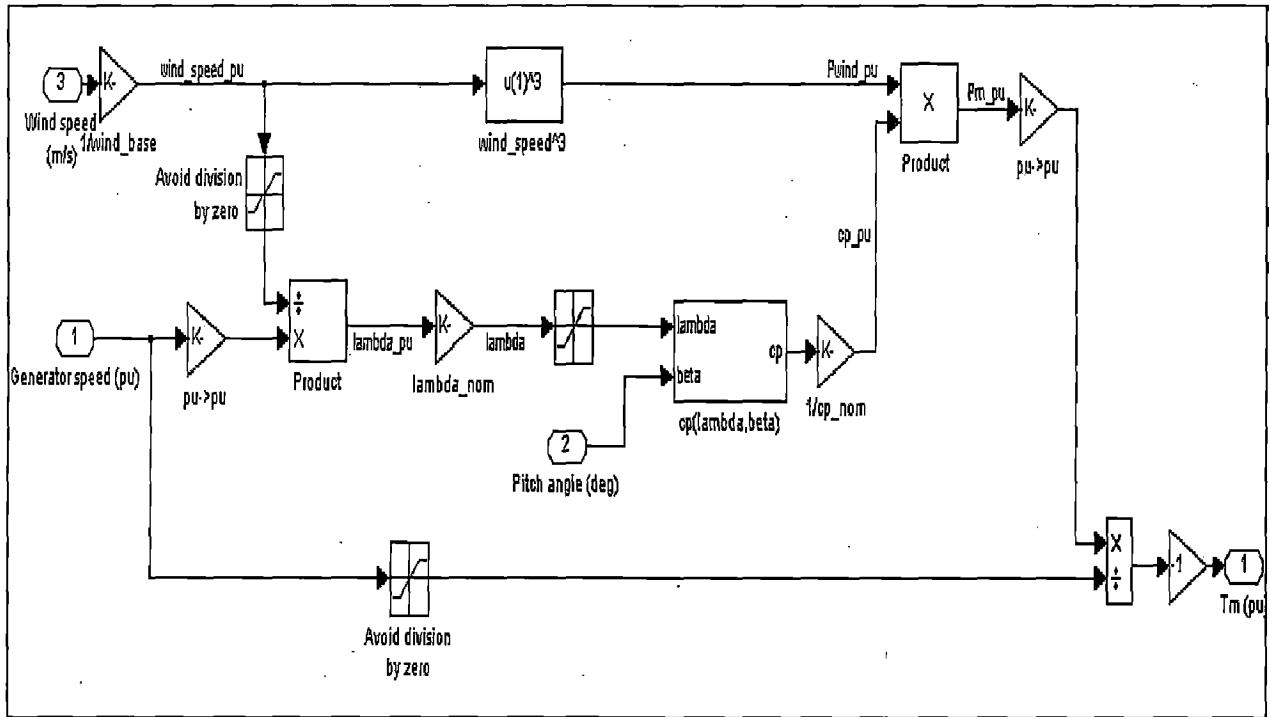 3
K-
wind_speed_pu
u(1)^3
Pwind_pu
X
Pm_pu
K-
Wind speed
(m/s)
1/wind_base
wind_speed^3
Product
pu->pu
Avoid division
by zero
cp_pu
1
K-
÷
X
lambda_pu
K-
lambda
lambda
beta
cp
K-
Generator speed (pu)
pu->pu
Product
lambda_nom
cp(lambda,beta)
1/cp_nom
2
Pitch angle (deg)
X
÷
-1
1
Tm (pu)
Avoid division
by zero